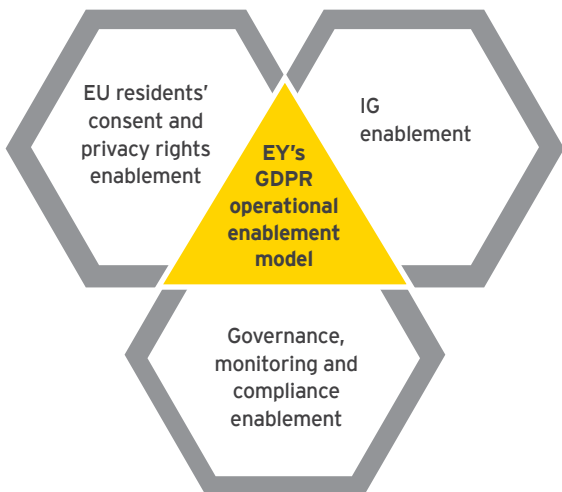 EU residents’
consent and
privacy rights
enablement
IG
enablement
EY’s
GDPR
operational
enablement
model
Governance,
monitoring and
compliance
enablement